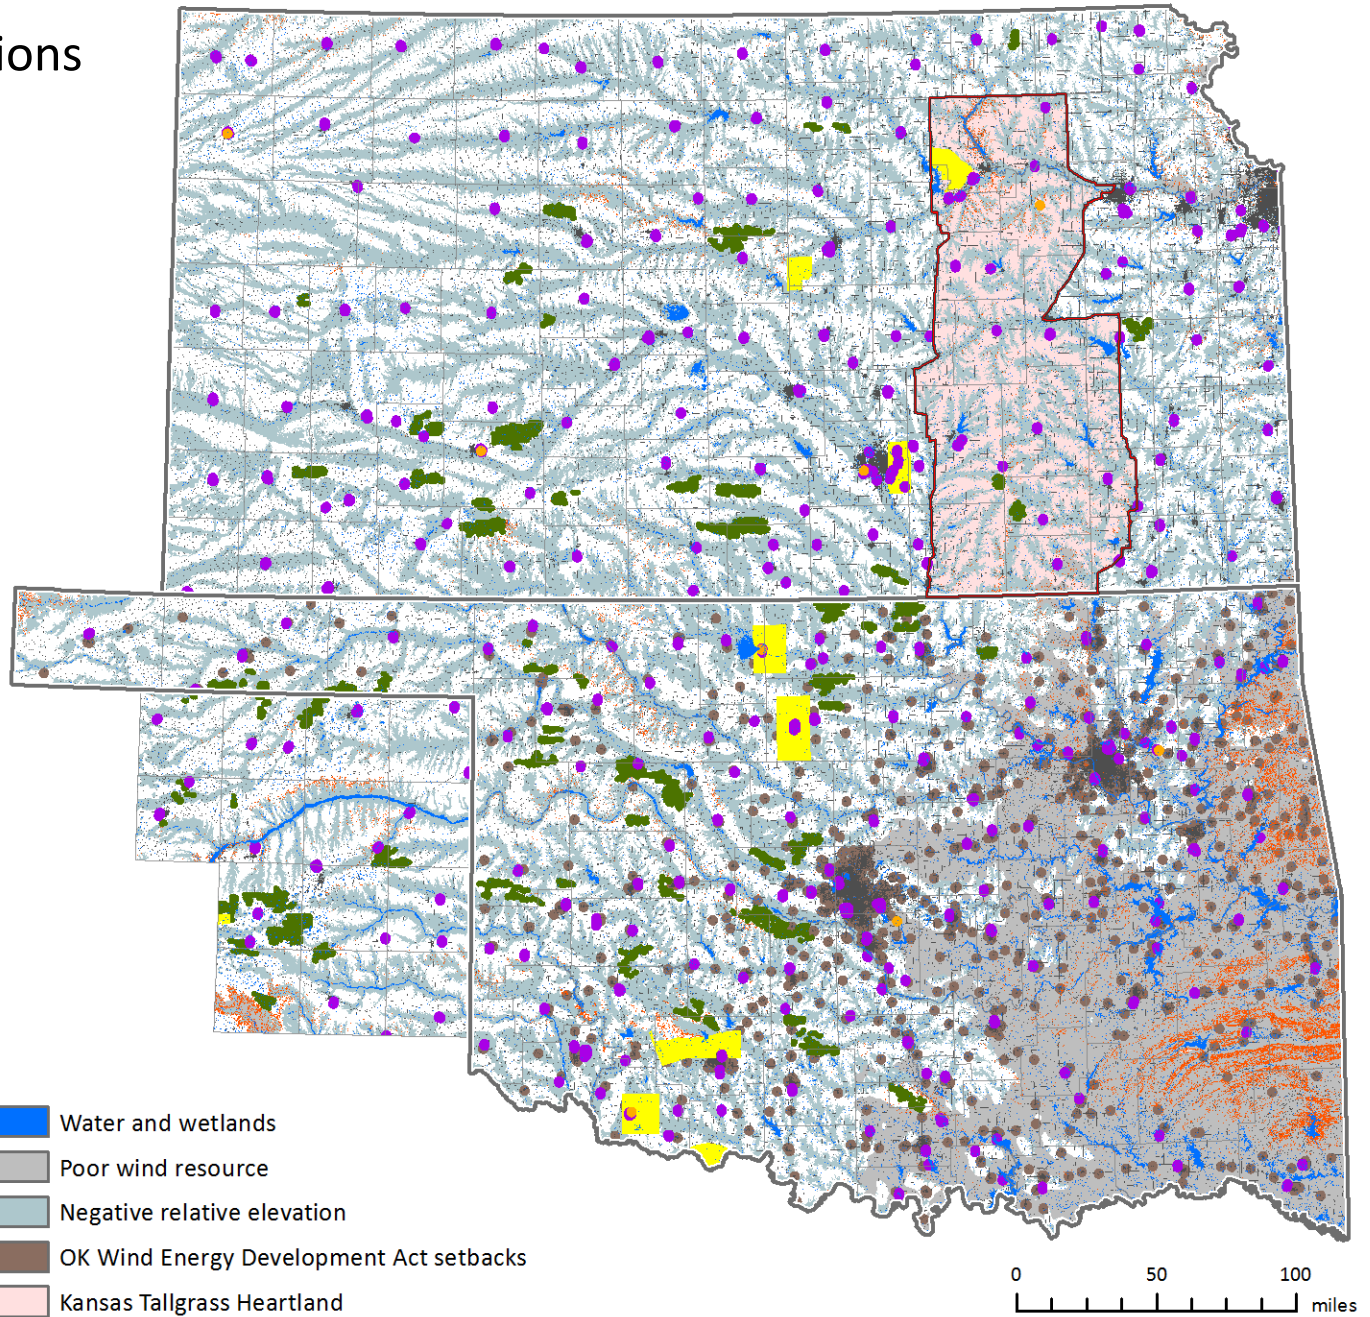 ions
Water and wetlands
Poor wind resource
Negative relative elevation
OK Wind Energy Development Act setbacks
Kansas Tallgrass Heartland
0 50 100
miles